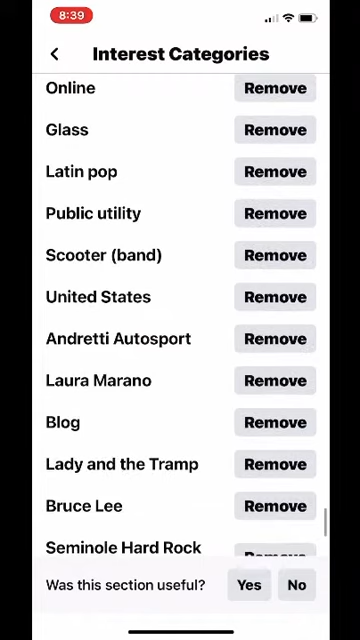 8:39
Interest Categories
Online Remove
Glass Remove
Latin pop Remove
Public utility Remove
Scooter (band) Remove
United States Remove
Andretti Autosport Remove
Laura Marano Remove
Blog Remove
Lady and the Tramp Remove
Bruce Lee Remove
Seminole Hard Rock Remove
Was this section useful? Yes No